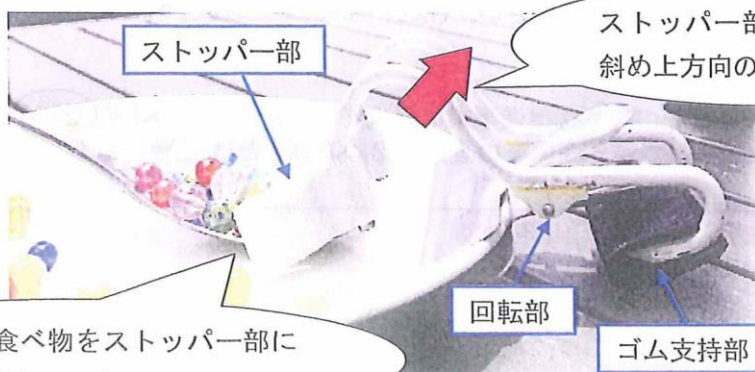 ストッパー部
ストッパー部
斜め上方向の
回転部
食べ物をストッパー部に
ゴム支持部